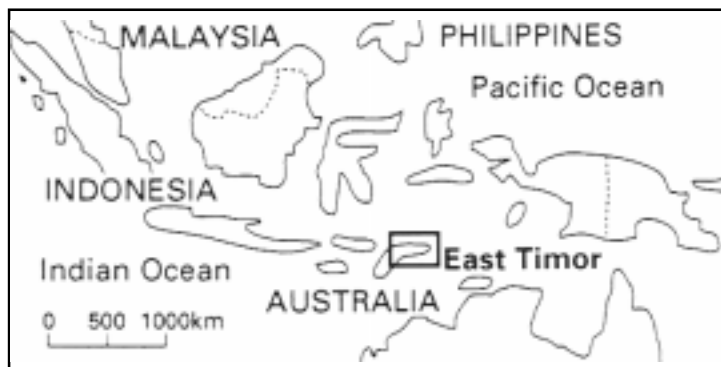 MALAYSIA
PHILIPPINES
Pacific Ocean
INDONESIA
East Timor
Indian Ocean
AUSTRALIA
0 500 1000km